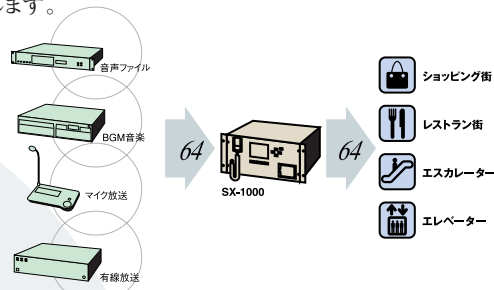 します。
音声ファイル
BGM音楽
マイク放送
有線放送
64
SX-1000
64
ショッピング街
レストラン街
エスカレーター
エレベーター